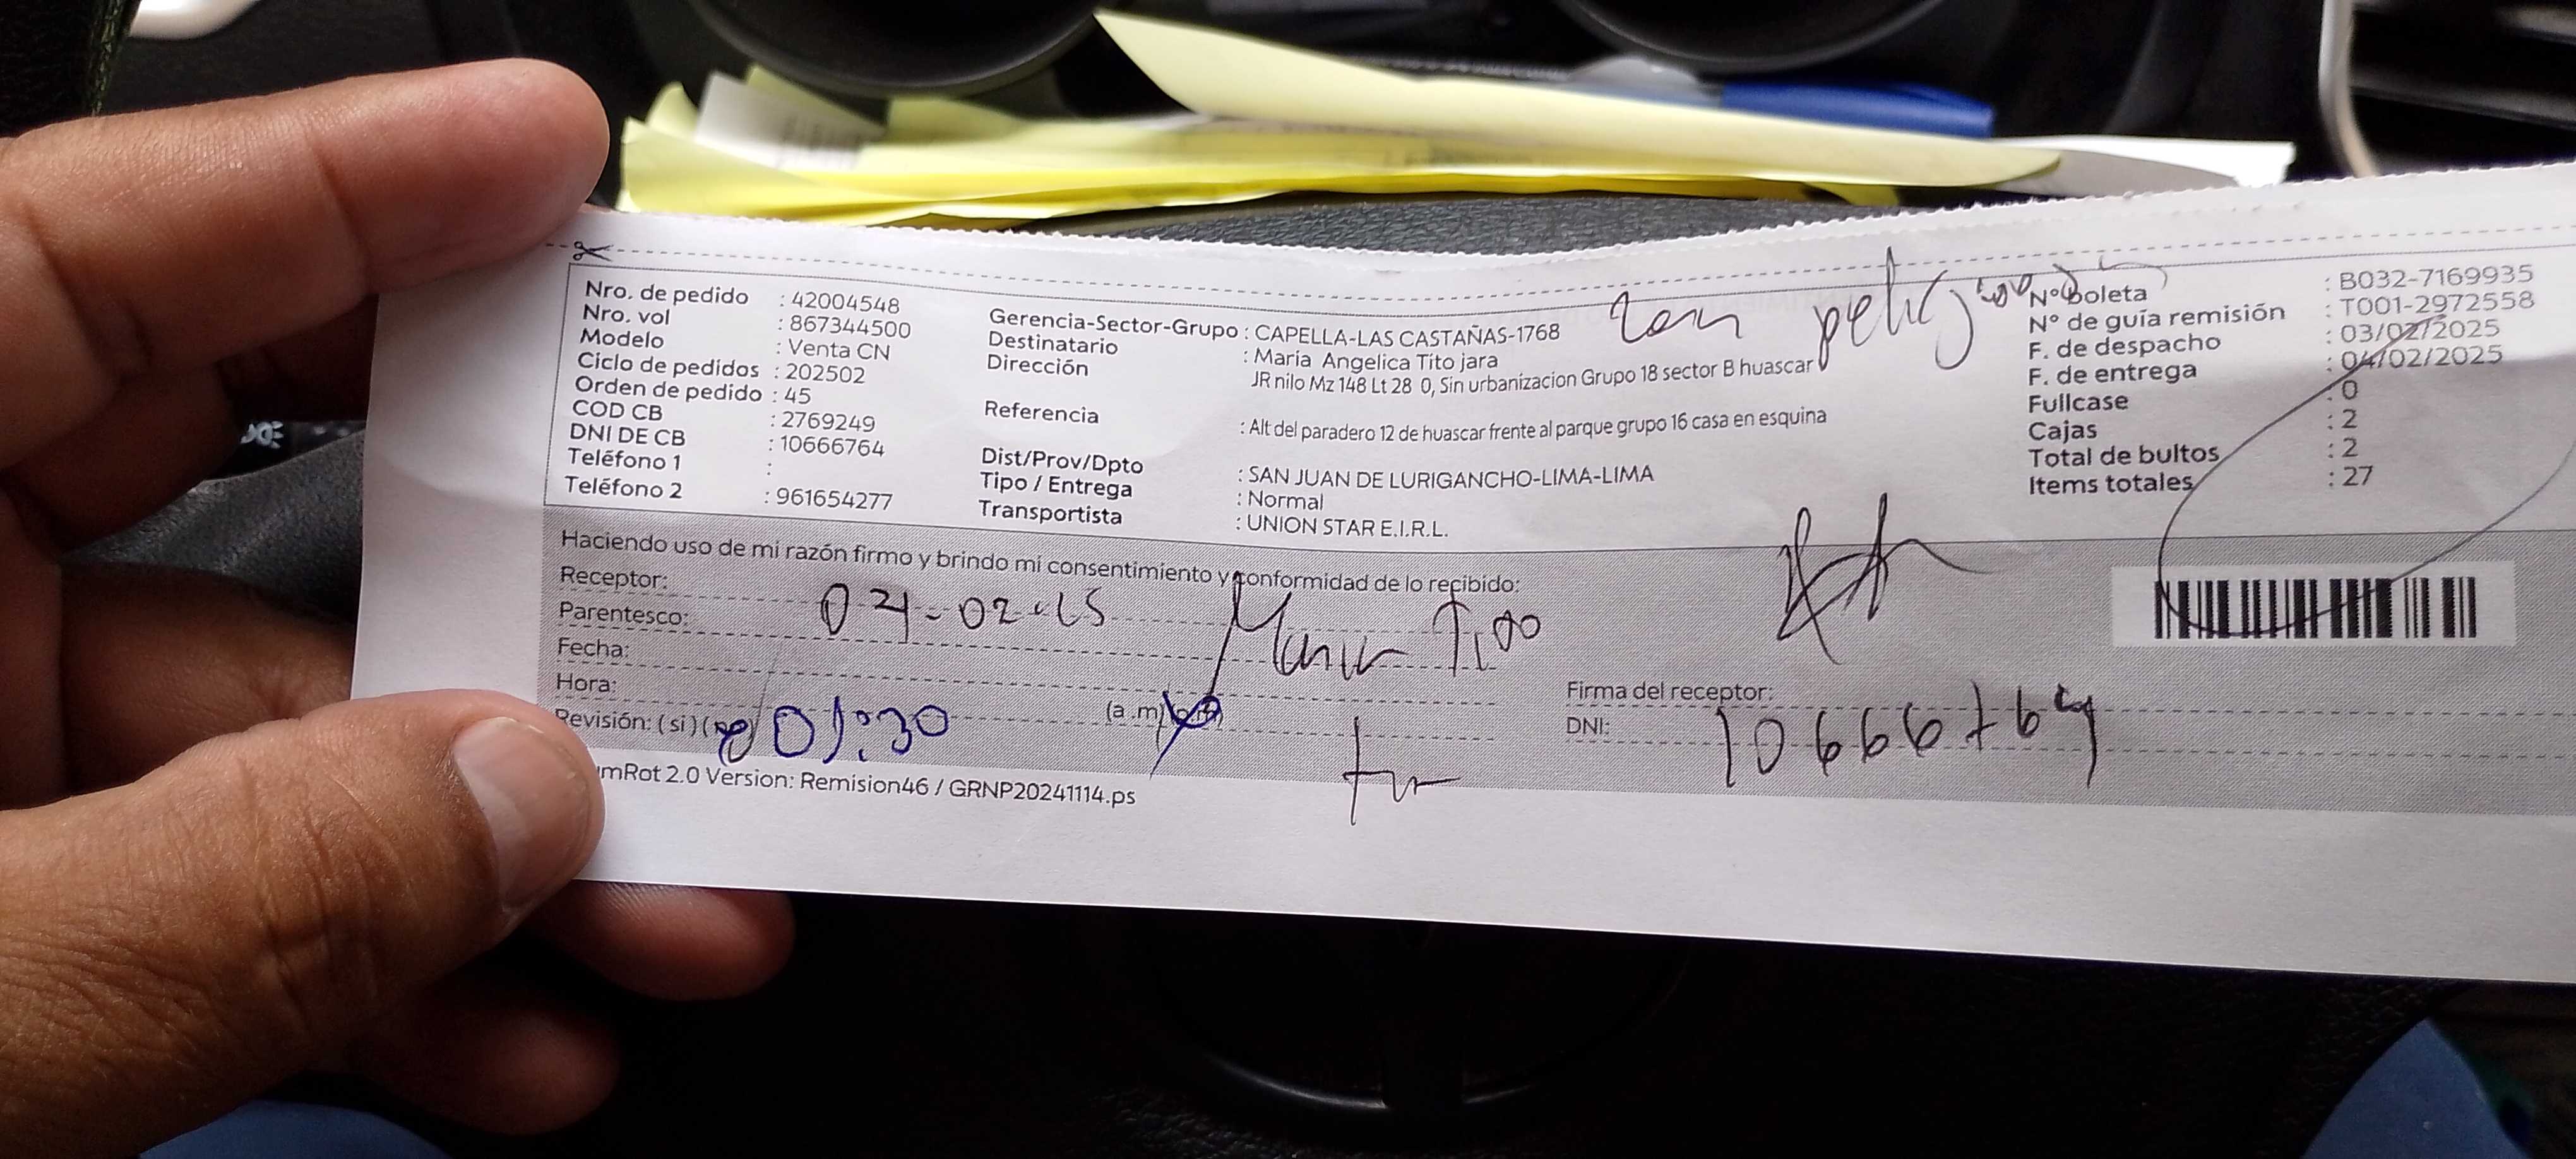 Nro. de pedido : 42004548
Nro. vol : 867344500
Modelo : Venta CN
Ciclo de pedidos : 202502
Orden de pedido : 45
COD CB : 2769249
DNI DE CB : 10666764
Teléfono 1 :
Teléfono 2 : 961654277
Gerencia-Sector-Grupo : CAPELLA-LAS CASTAÑAS-1768
Destinatario : Maria Angelica Tito jara
Dirección : JR nilo Mz 148 Lt 28 0, Sin urbanizacion Grupo 18 sector B huascar
Referencia : Alt del paradero 12 de huascar frente al parque grupo 16 casa en esquina
Dist/Prov/Dpto : SAN JUAN DE LURIGANCHO-LIMA-LIMA
Tipo / Entrega : Normal
Transportista : UNION STAR E.I.R.L.
Nº boleta : B032-7169935
Nº de guía remisión : T001-2972558
F. de despacho : 03/02/2025
F. de entrega : 04/02/2025
Fullcase : 0
Cajas : 2
Total de bultos : 2
Items totales : 27
Haciendo uso de mi razón firmo y brindo mi consentimiento y conformidad de lo recibido:
Receptor:
Parentesco:
Fecha:
Hora:
(a.m)
Revisión: (si) (
01:30
Firma del receptor:
DNI: 10666764
mRot 2.0 Version: Remision46 / GRNP20241114.ps